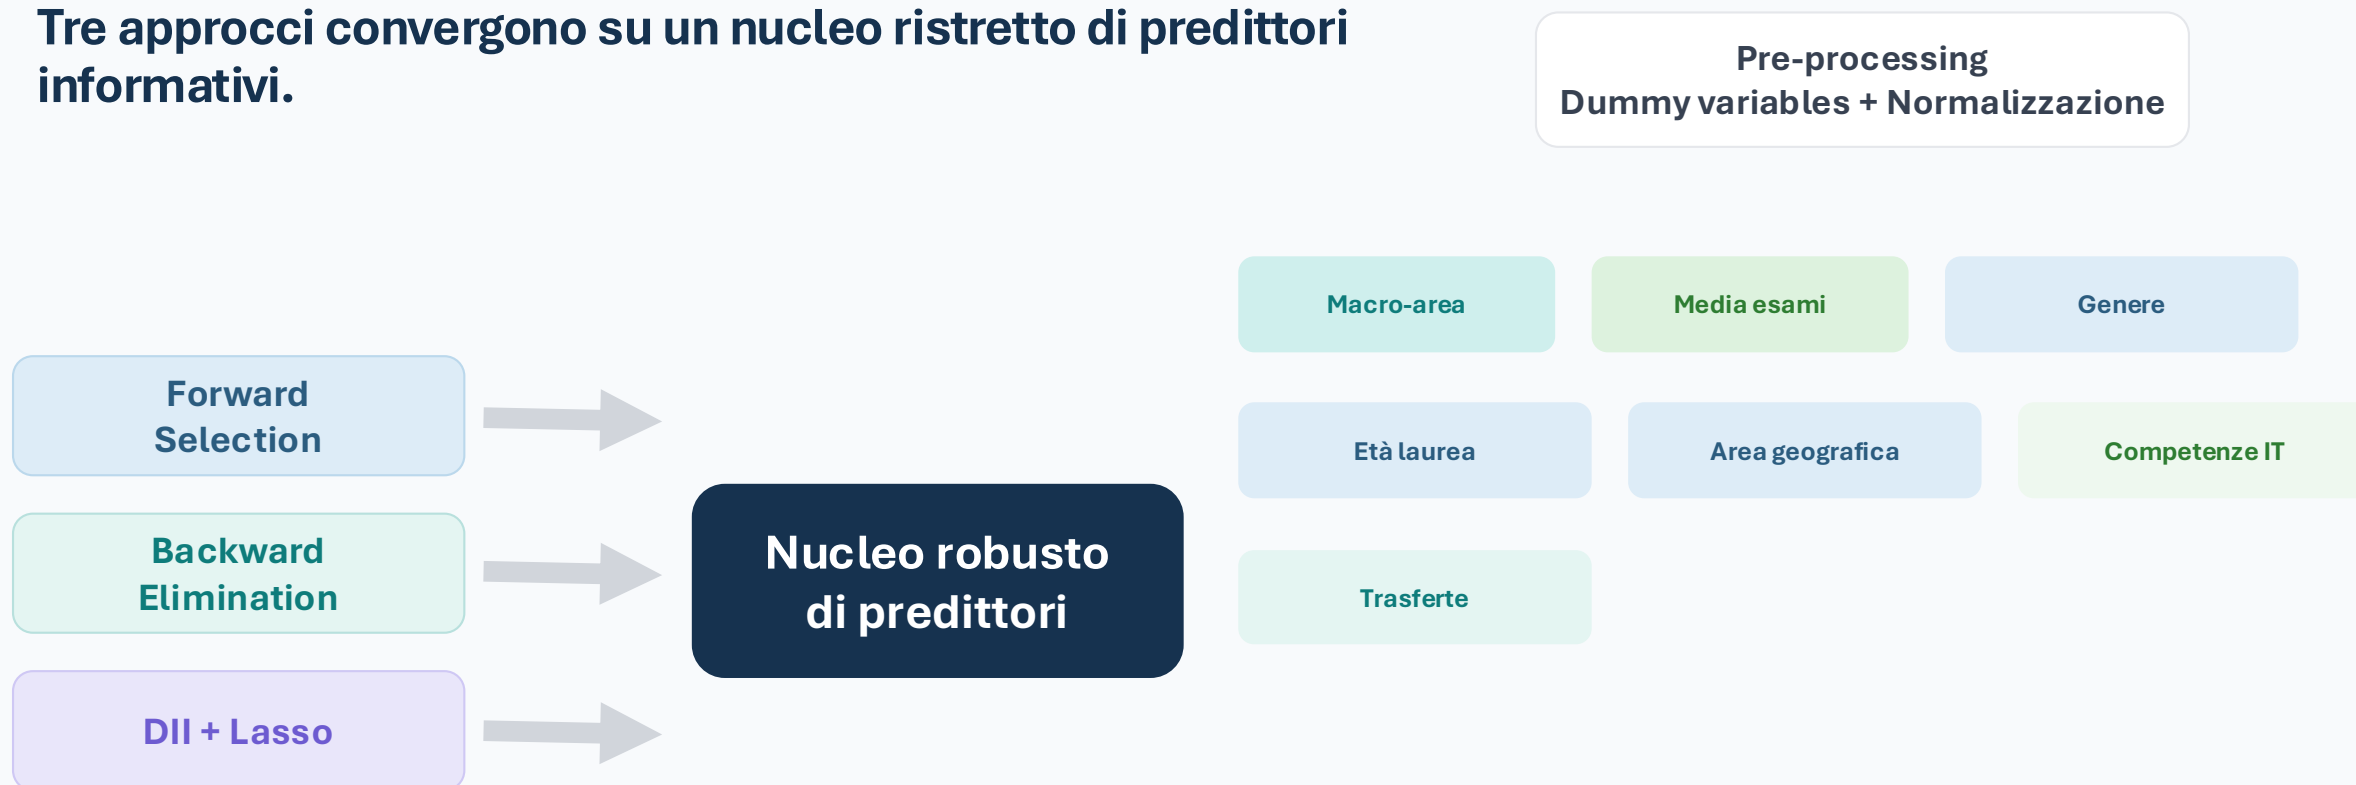 Tre approcci convergono su un nucleo ristretto di predittori
informativi.
Pre-processing
Dummy variables + Normalizzazione
Forward
Selection
Backward
Elimination
DII + Lasso
Nucleo robusto
di predittori
Macro-area
Media esami
Genere
Età laurea
Area geografica
Competenze IT
Trasferte